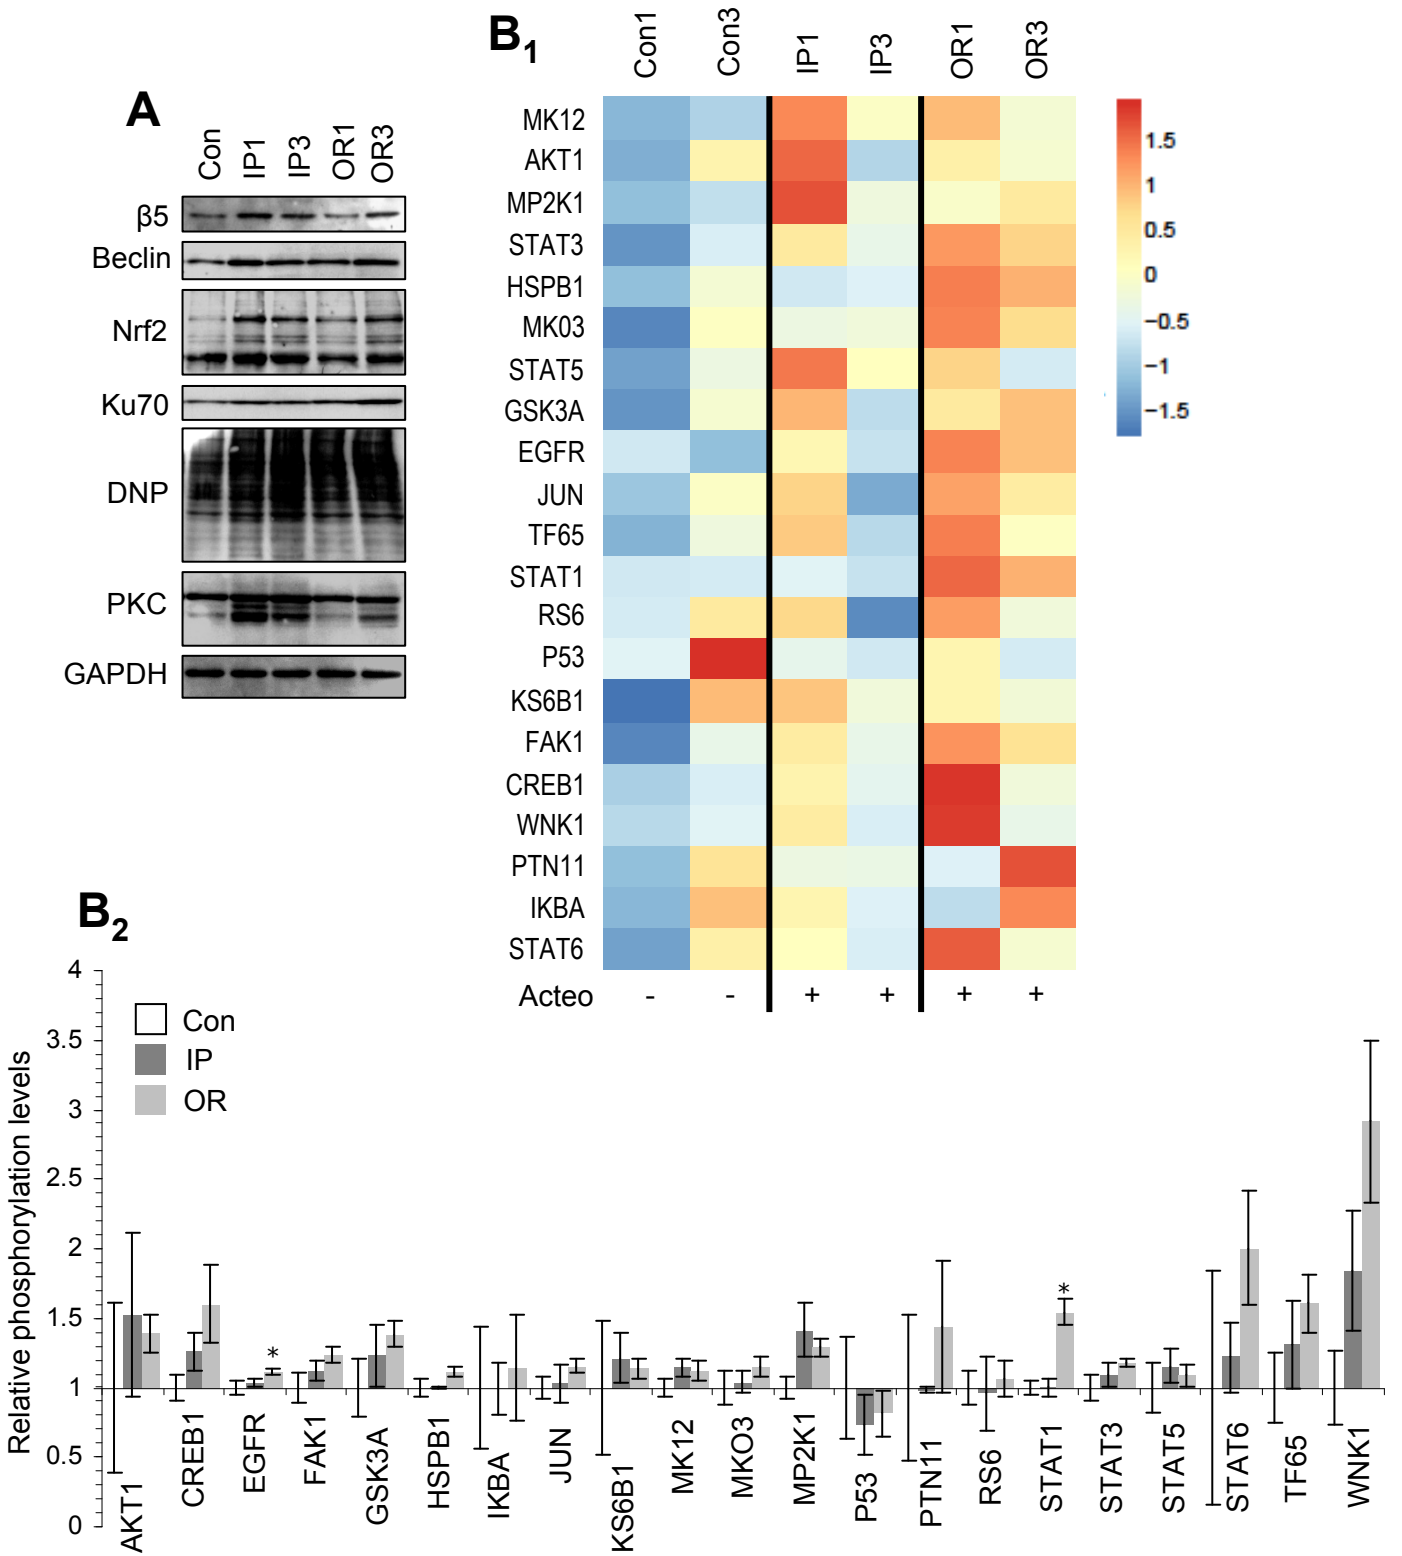 A
Con IP1 IP3 OR1 OR3
β5
Beclin
Nrf2
Ku70
DNP
PKC
GAPDH
B1
Con1 Con3 IP1 IP3 OR1 OR3
MK12
AKT1
MP2K1
STAT3
HSPB1
MK03
STAT5
GSK3A
EGFR
JUN
TF65
STAT1
RS6
P53
KS6B1
FAK1
CREB1
WNK1
PTN11
IKBA
STAT6
Acteo - - + + + +
1.5
1
0.5
0
−0.5
−1
−1.5
B2
Relative phosphorylation levels
4
3.5
3
2.5
2
1.5
1
0.5
0
Con
IP
OR
* *
AKT1 CREB1 EGFR FAK1 GSK3A HSPB1 IKBA JUN KS6B1 MK12 MKO3 MP2K1 P53 PTN11 RS6 STAT1 STAT3 STAT5 STAT6 TF65 WNK1